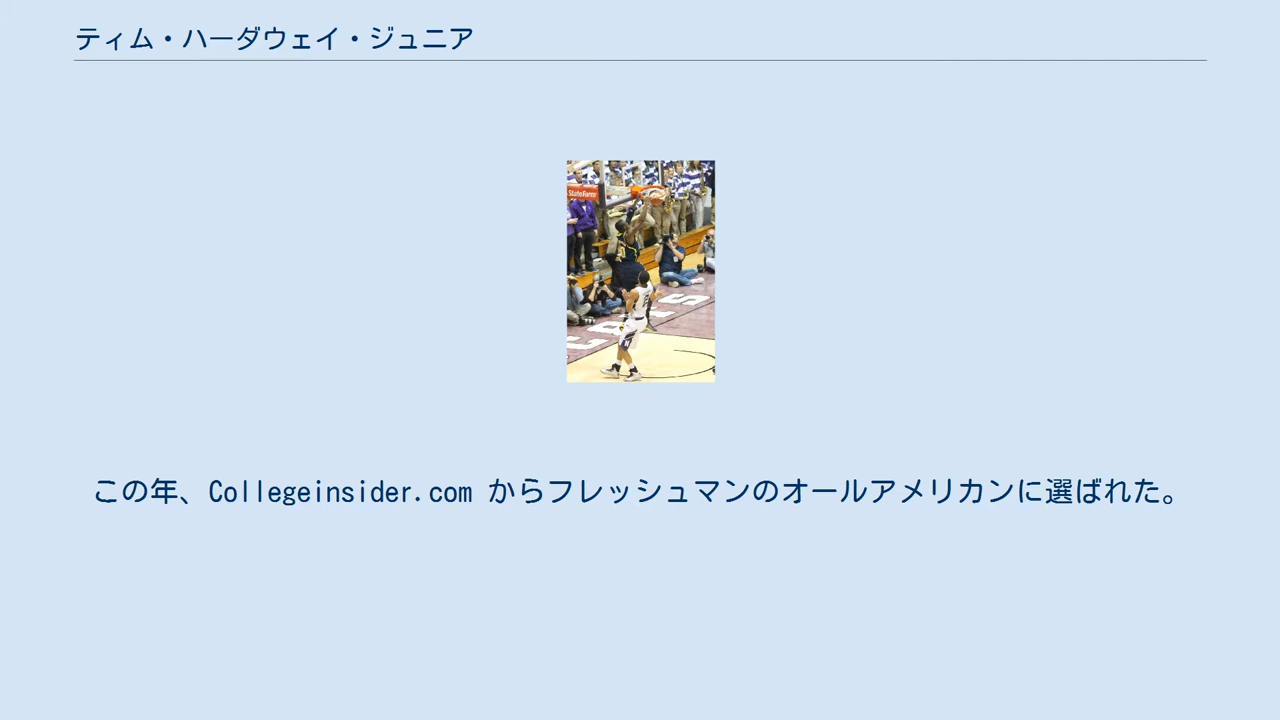 ティム・ハーダウェイ・ジュニア
StateFarm
この年、Collegeinsider.com からフレッシュマンのオールアメリカンに選ばれた。